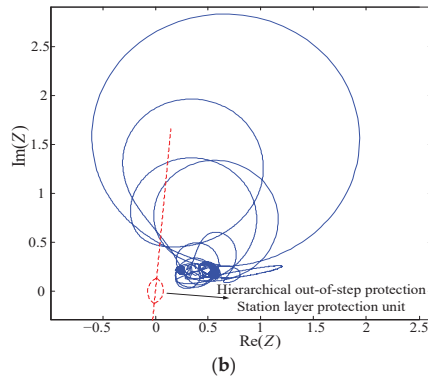 2.5
2
1.5
1
0.5
0
Im(Z)
Hierarchical out-of-step protection
Station layer protection unit
−0.5 0 0.5 1 1.5 2 2.5
Re(Z)
(b)